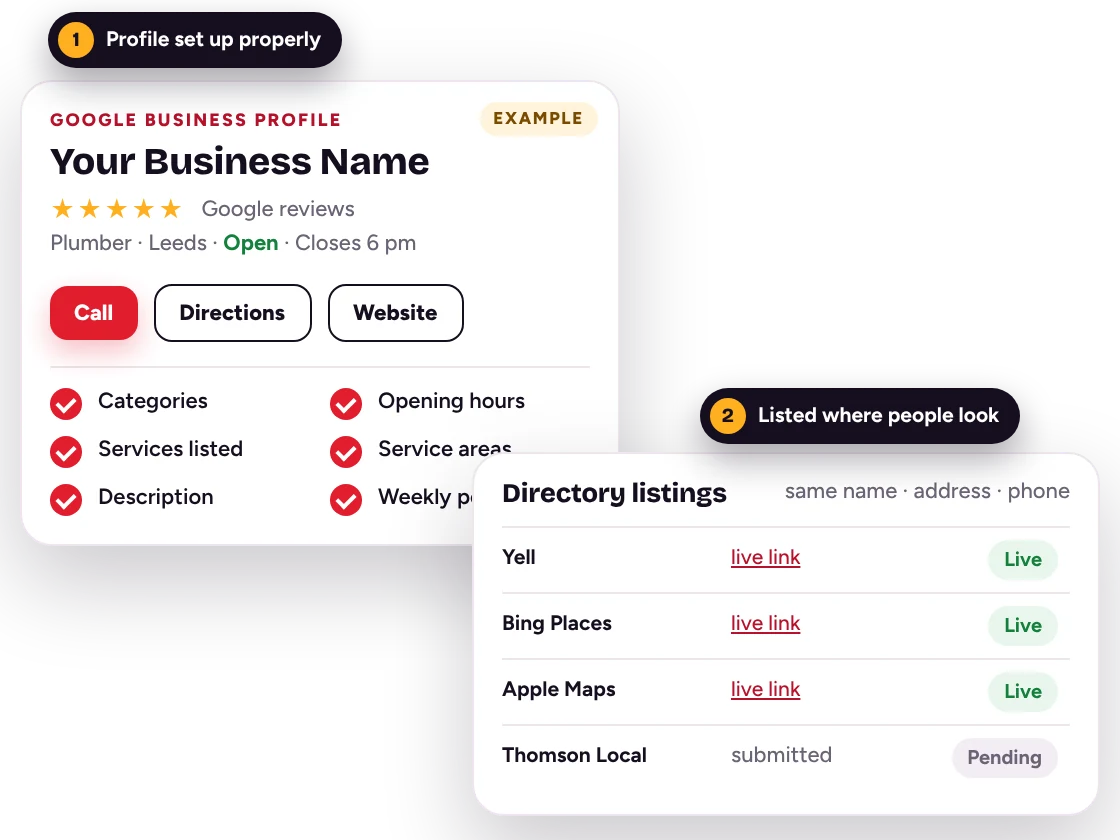 1 Profile set up properly
GOOGLE BUSINESS PROFILE
EXAMPLE
Your Business Name
★★★★★ Google reviews
Plumber · Leeds · Open · Closes 6 pm
Call Directions Website
Categories Opening hours
Services listed Service areas
Description Weekly
2 Listed where people look
Directory listings same name · address · phone
Yell live link Live
Bing Places live link Live
Apple Maps live link Live
Thomson Local submitted Pending